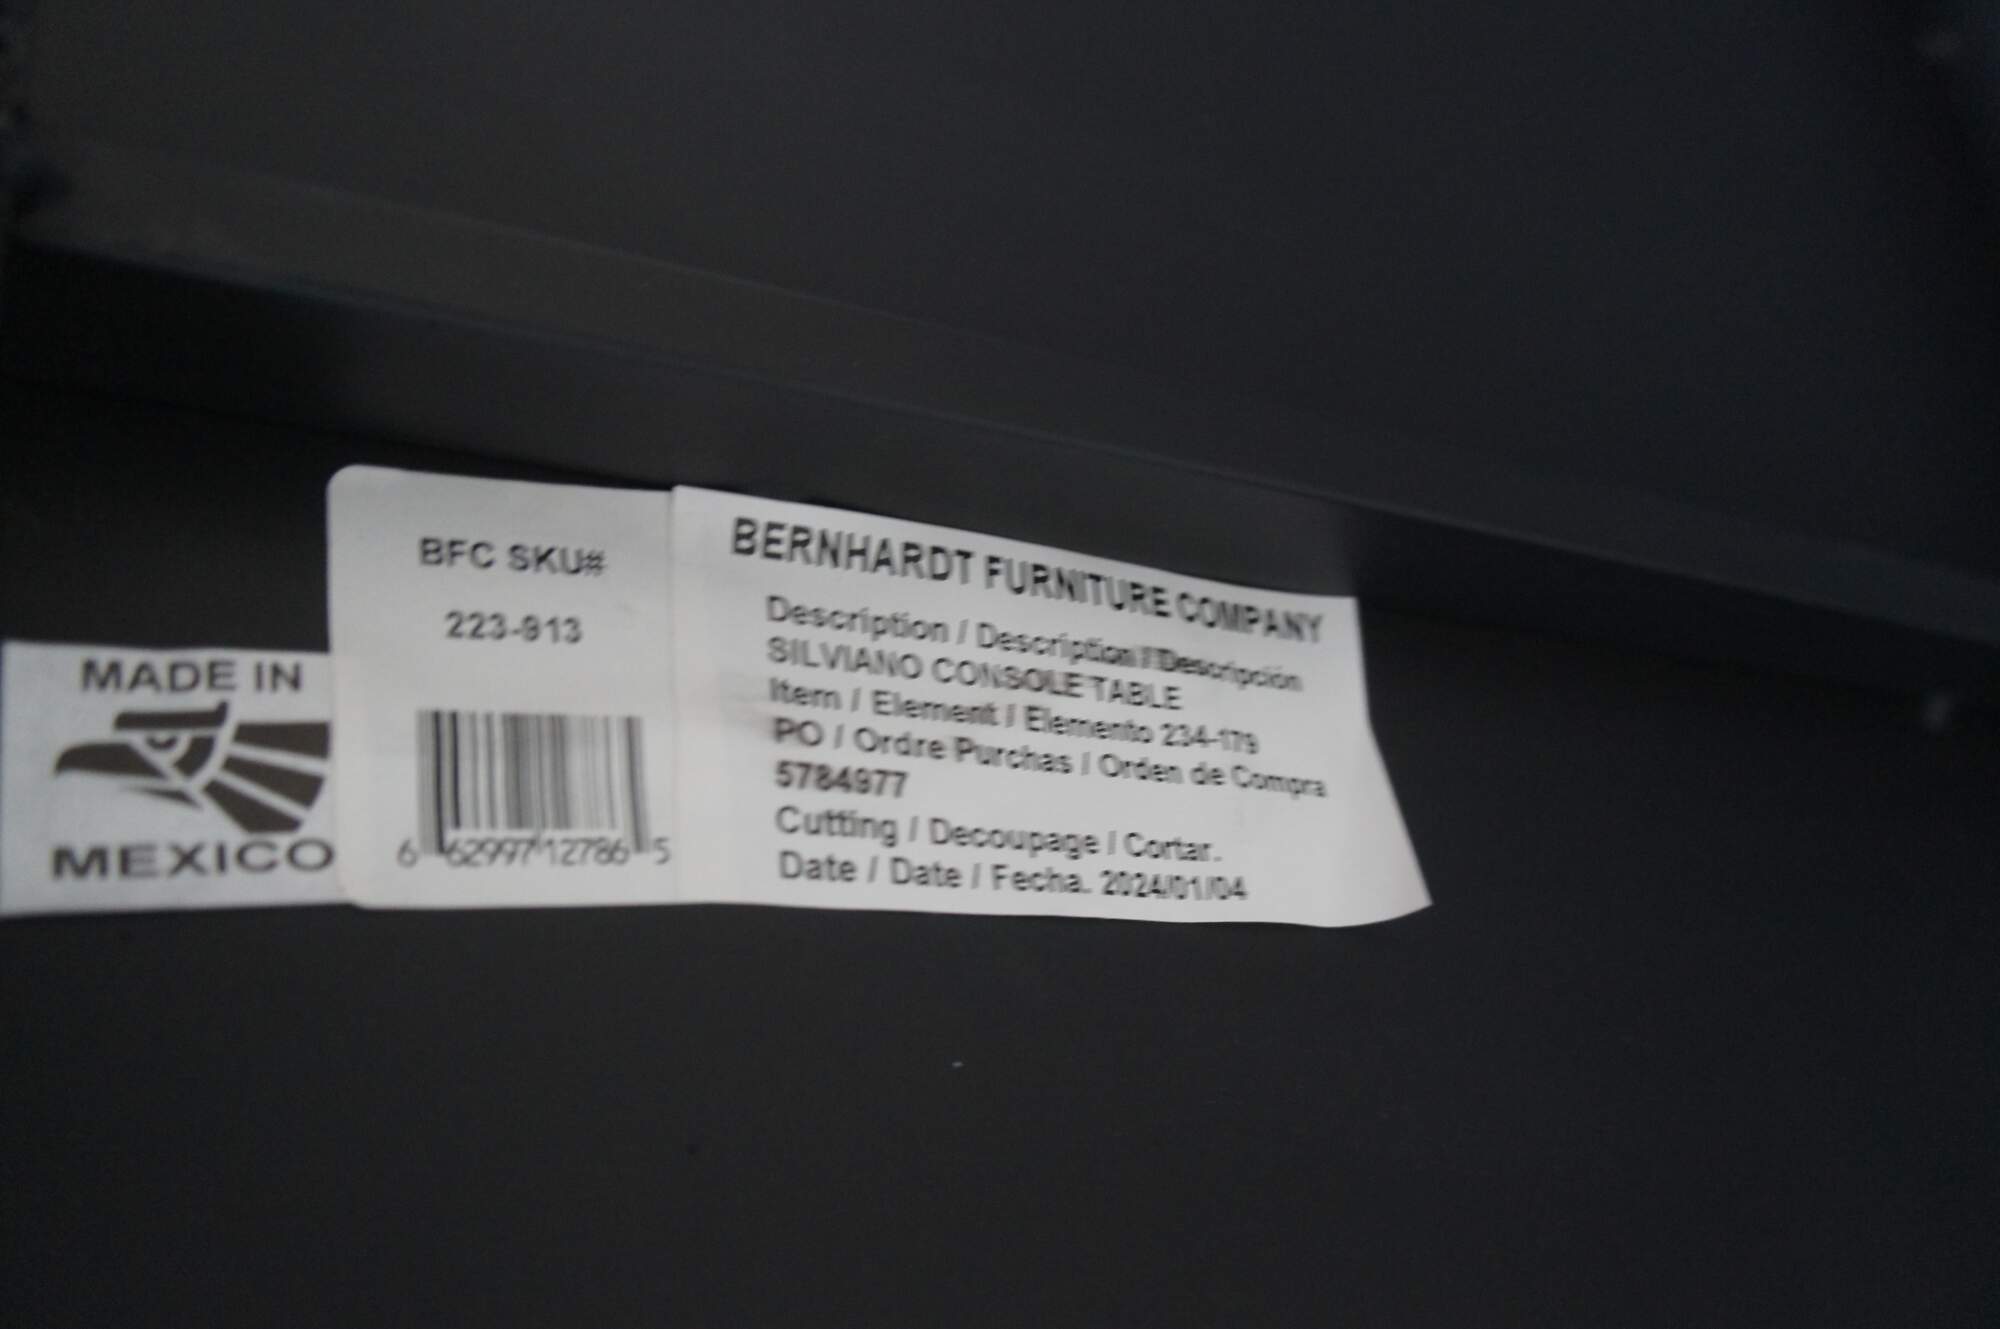 MADE IN
MEXICO
BFC SKU#
223-913
6 62997 12786 5
BERNHARDT FURNITURE COMPANY
Description / Description / Descripción
SILVIANO CONSOLE TABLE
Item / Element / Elemento 234-179
PO / Ordre Purchas / Orden de Compra
5784977
Cutting / Decoupage / Cortar.
Date / Date / Fecha. 2024/01/04